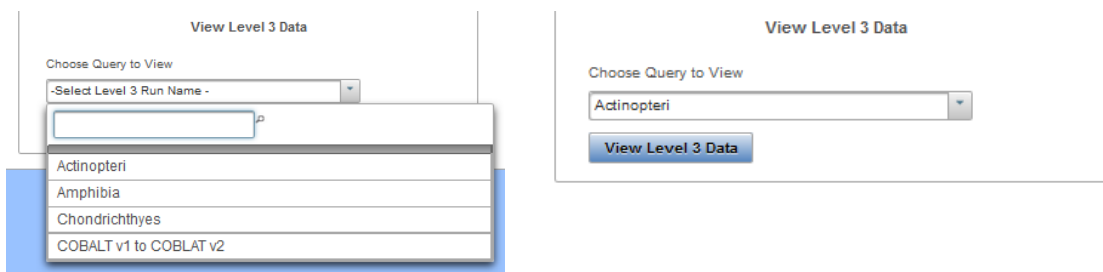 View Level 3 Data
Choose Query to View
-Select Level 3 Run Name -
Actinopteri
Amphibia
Chondrichthyes
COBALT v1 to COBLAT v2
View Level 3 Data
Choose Query to View
Actinopteri
View Level 3 Data